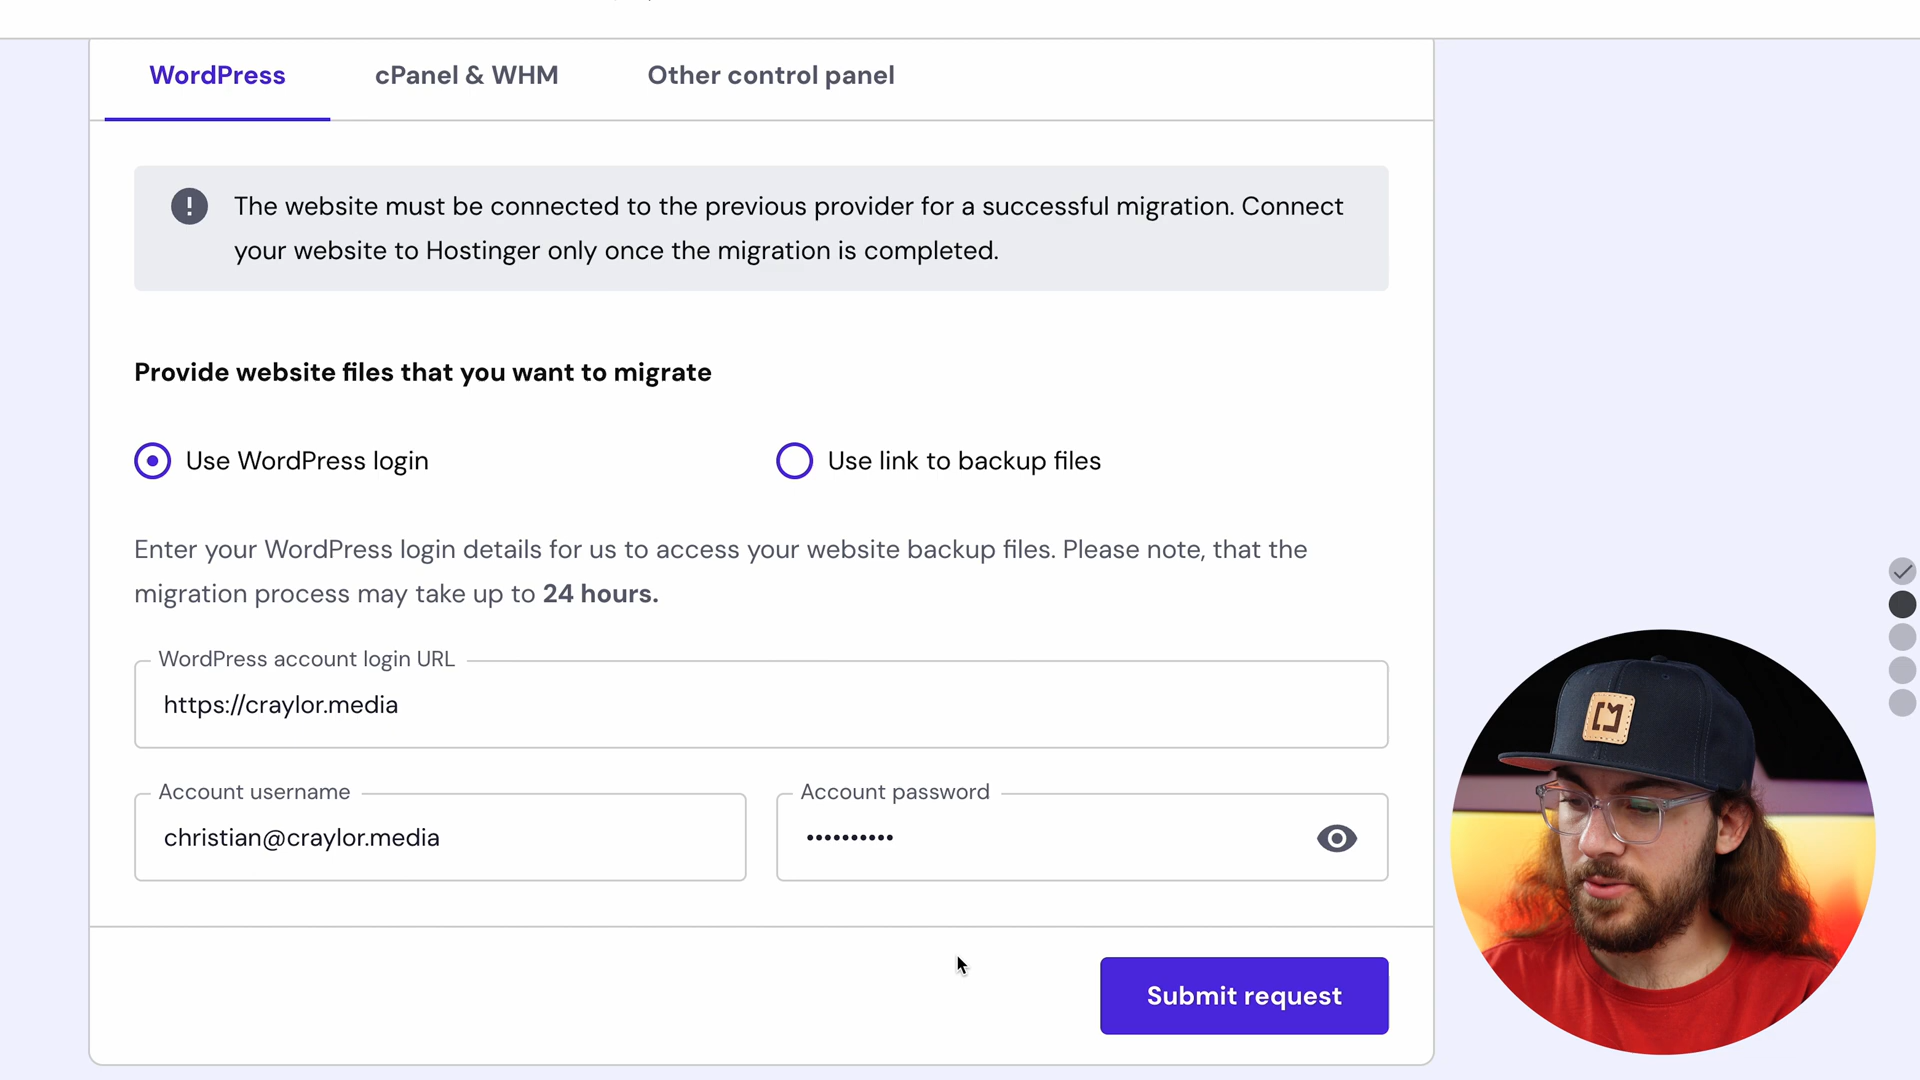 WordPress
cPanel & WHM
Other control panel
The website must be connected to the previous provider for a successful migration. Connect
your website to Hostinger only once the migration is completed.
Provide website files that you want to migrate
Use WordPress login
Use link to backup files
Enter your WordPress login details for us to access your website backup files. Please note, that the
migration process may take up to 24 hours.
WordPress account login URL
https://craylor.media
Account username
christian@craylor.media
Account password
••••••••••
Submit request